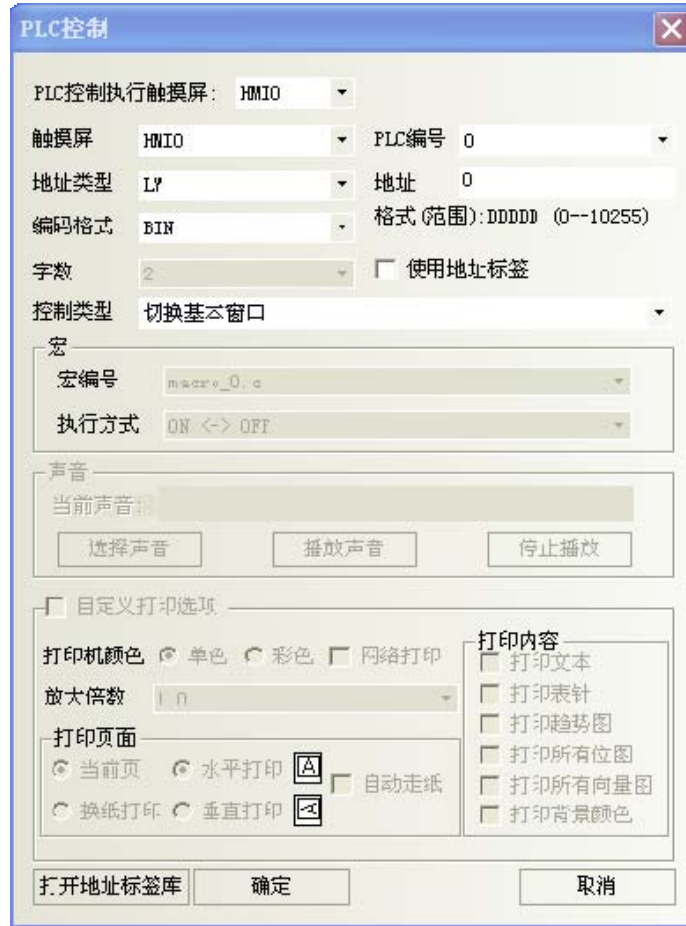 PLC控制
PLC控制执行触摸屏: HMI0
触摸屏 HMI0 PLC编号 0
地址类型 LW 地址 0
编码格式 BIN 格式(范围):DDDDD (0--10255)
字数 2 使用地址标签
控制类型 切换基本窗口
宏
宏编号 macro_0.c
执行方式 ON <-> OFF
声音
当前声音:
选择声音 播放声音 停止播放
自定义打印选项
打印机颜色 单色 彩色 网络打印
放大倍数 1.0
打印页面
当前页 水平打印 A 自动走纸
换纸打印 垂直打印 A
打印内容
打印文本
打印表针
打印趋势图
打印所有位图
打印所有向量图
打印背景颜色
打开地址标签库 确定 取消